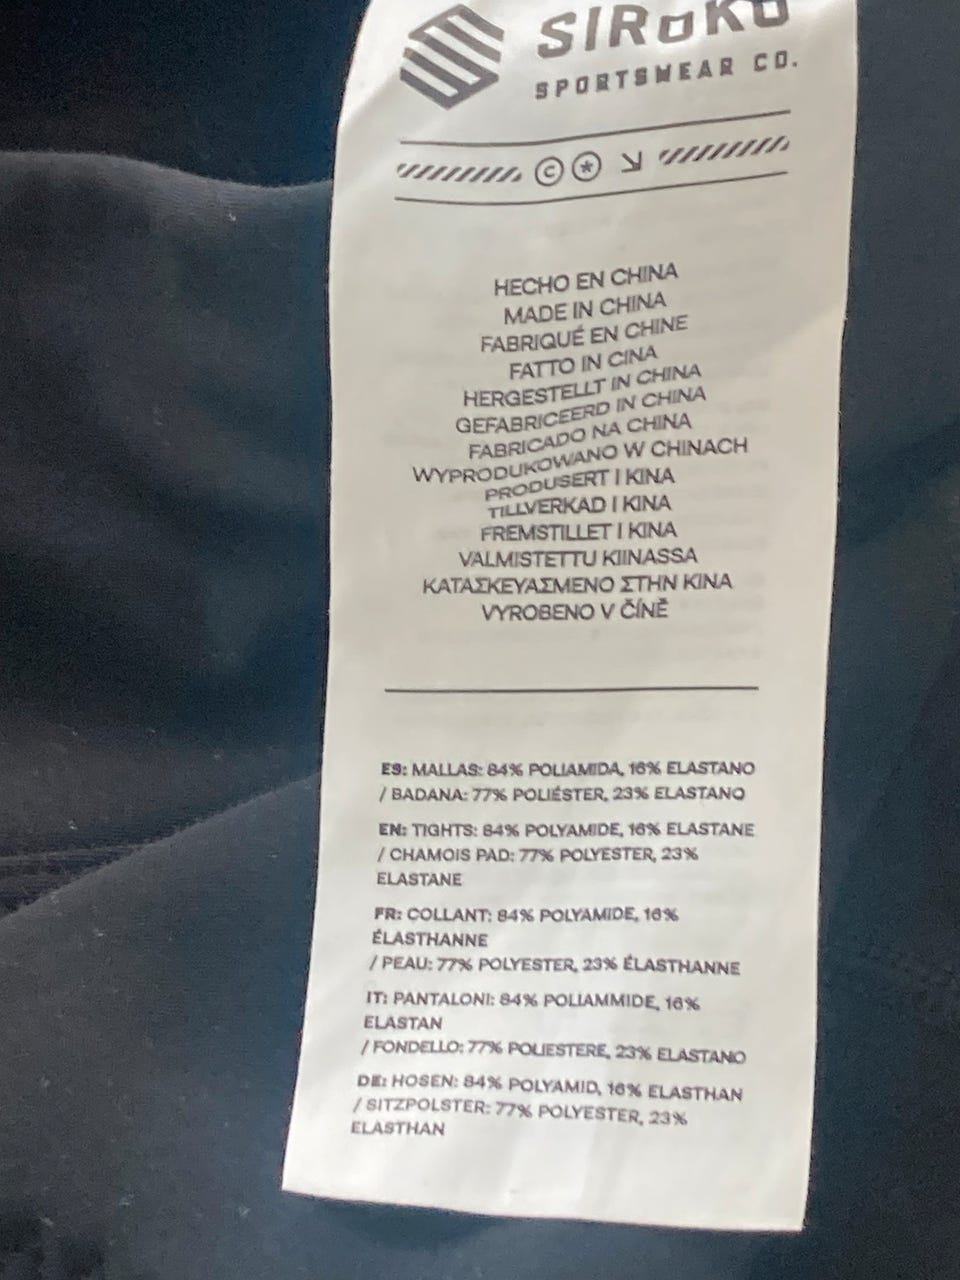 SIROKO
SPORTSWEAR CO.
HECHO EN CHINA
MADE IN CHINA
FABRIQUÉ EN CHINE
FATTO IN CINA
HERGESTELLT IN CHINA
GEFABRICEERD IN CHINA
FABRICADO NA CHINA
WYPRODUKOWANO W CHINACH
PRODUSERT I KINA
TILLVERKAD I KINA
FREMSTILLET I KINA
VALMISTETTU KIINASSA
ΚΑΤΑΣΚΕΥΑΣΜΕΝΟ ΣΤΗΝ ΚΙΝΑ
VYROBENO V ČÍNĚ
ES: MALLAS: 84% POLIAMIDA, 16% ELASTANO
/ BADANA: 77% POLIÉSTER, 23% ELASTANO
EN: TIGHTS: 84% POLYAMIDE, 16% ELASTANE
/ CHAMOIS PAD: 77% POLYESTER, 23%
ELASTANE
FR: COLLANT: 84% POLYAMIDE, 16%
ÉLASTHANNE
/ PEAU: 77% POLYESTER, 23% ÉLASTHANNE
IT: PANTALONI: 84% POLIAMMIDE, 16%
ELASTAN
/ FONDELLO: 77% POLIESTERE, 23% ELASTANO
DE: HOSEN: 84% POLYAMID, 16% ELASTHAN
/ SITZPOLSTER: 77% POLYESTER, 23%
ELASTHAN